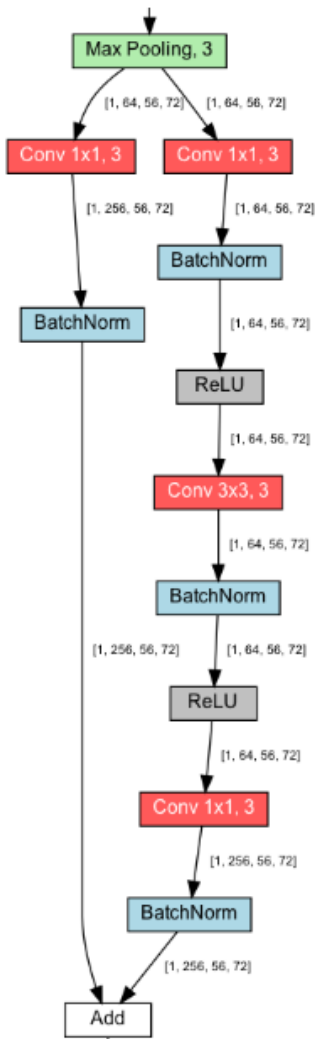 Max Pooling, 3
[1, 64, 56, 72]
[1, 64, 56, 72]
Conv 1x1, 3
Conv 1x1, 3
[1, 256, 56, 72]
[1, 64, 56, 72]
BatchNorm
BatchNorm
[1, 64, 56, 72]
ReLU
[1, 64, 56, 72]
Conv 3x3, 3
[1, 64, 56, 72]
BatchNorm
[1, 256, 56, 72]
[1, 64, 56, 72]
ReLU
[1, 64, 56, 72]
Conv 1x1, 3
[1, 256, 56, 72]
BatchNorm
[1, 256, 56, 72]
Add